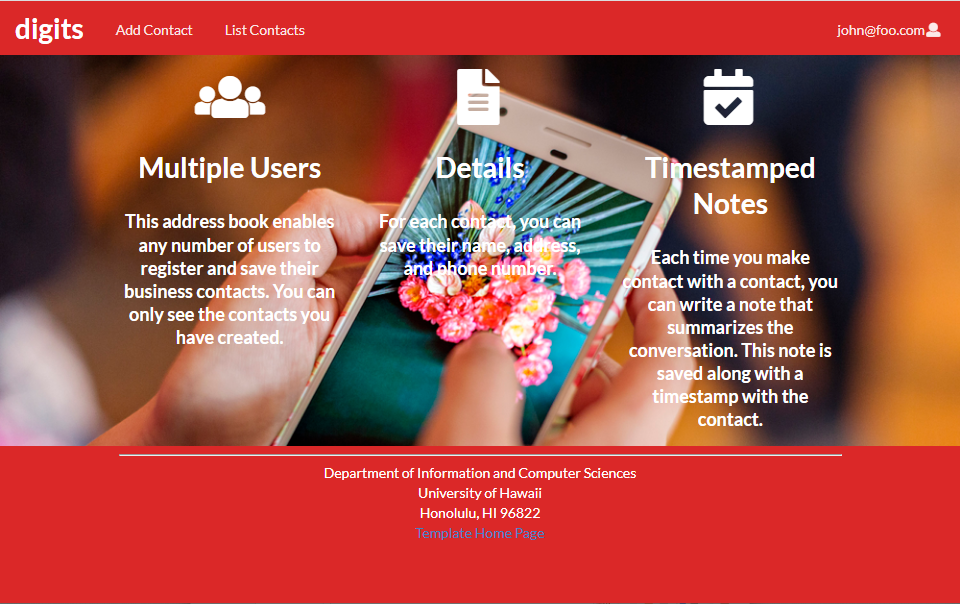 digits
Add Contact
List Contacts
john@foo.com
Multiple Users
This address book enables
any number of users to
register and save their
business contacts. You can
only see the contacts you
have created.
Details
For each contact, you can
save their name, address,
and phone number.
Timestamped
Notes
Each time you make
contact with a contact, you
can write a note that
summarizes the
conversation. This note is
saved along with a
timestamp with the
contact.
Department of Information and Computer Sciences
University of Hawaii
Honolulu, HI 96822
Template Home Page